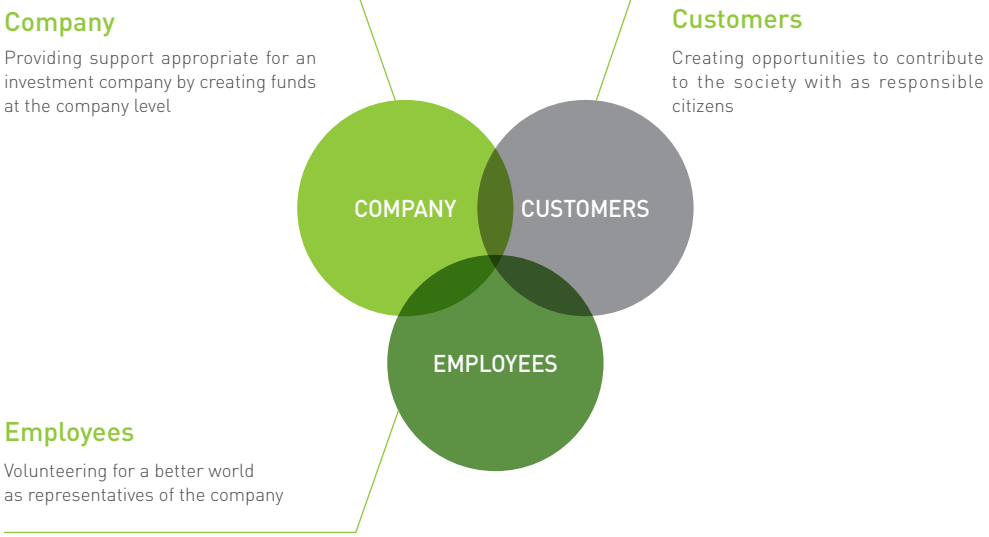 Company
Providing support appropriate for an
investment company by creating funds
at the company level
Customers
Creating opportunities to contribute
to the society with as responsible
citizens
COMPANY
CUSTOMERS
EMPLOYEES
Employees
Volunteering for a better world
as representatives of the company